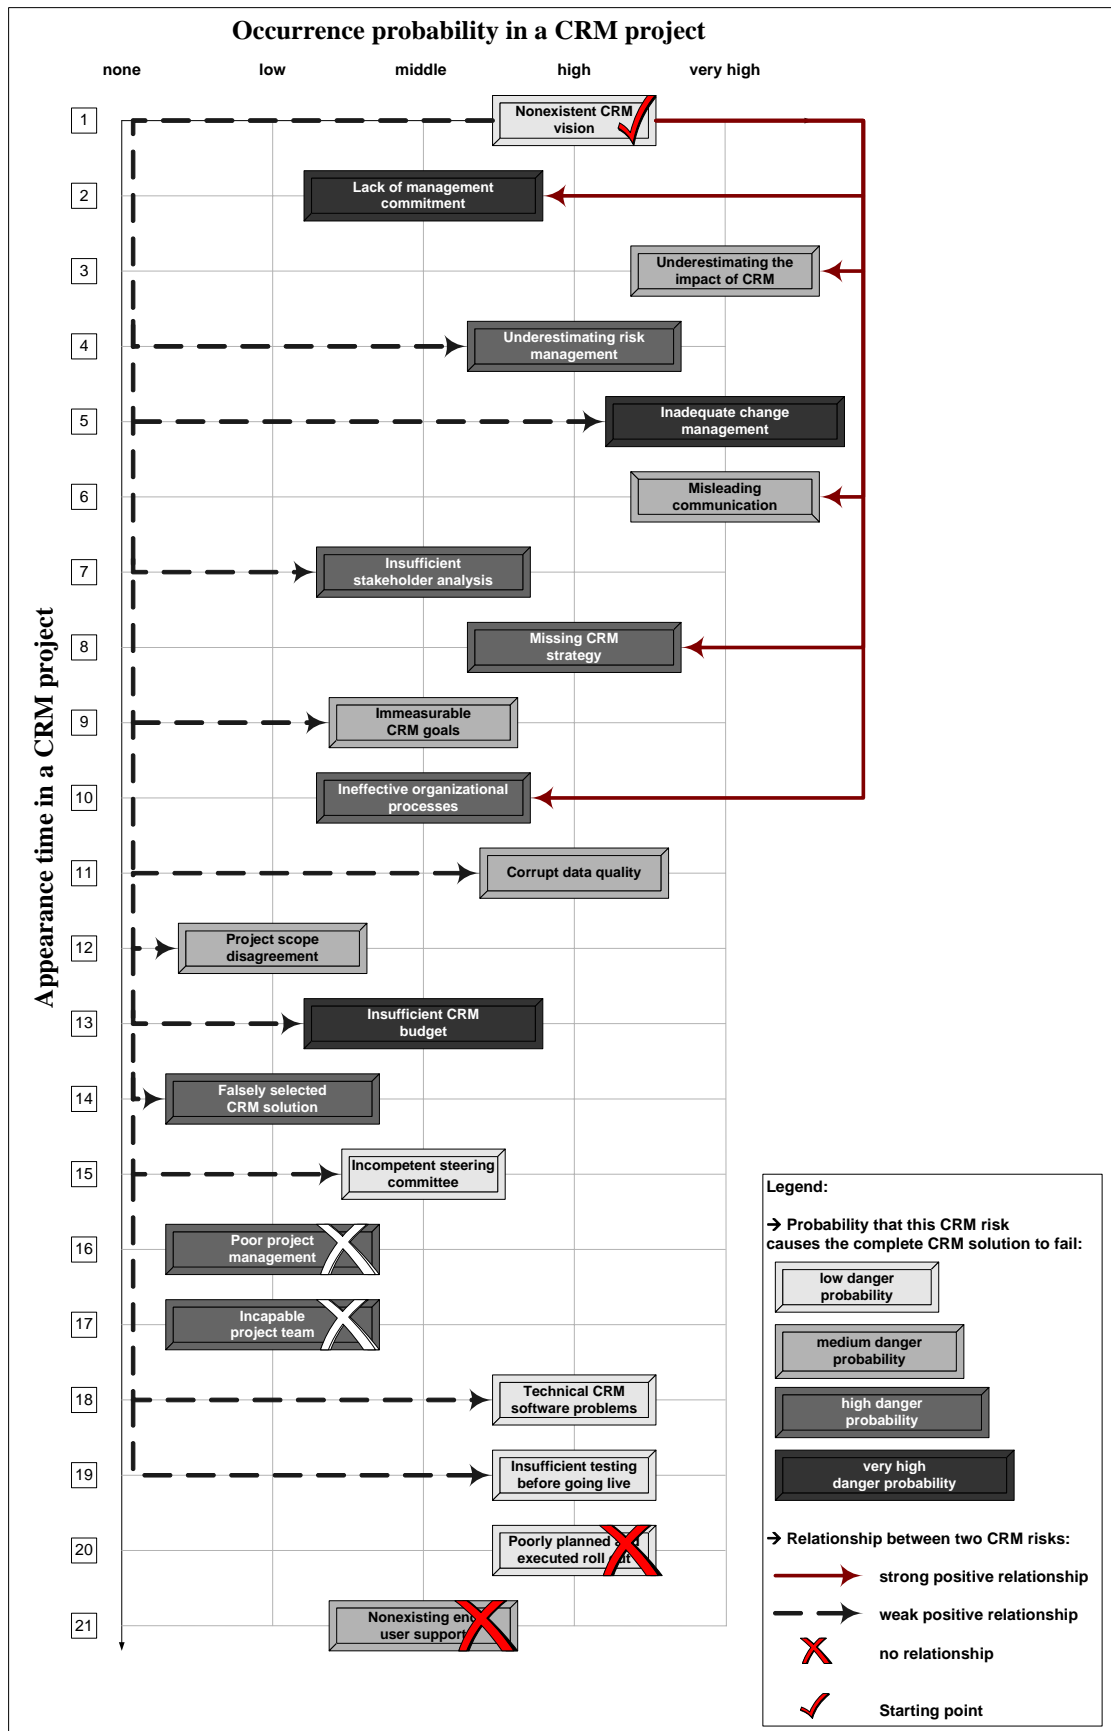 Occurrence probability in a CRM project
none low middle high very high
Appearance time in a CRM project
1
Nonexistent CRM
vision
2
Lack of management
commitment
3
Underestimating the
impact of CRM
4
Underestimating risk
management
5
Inadequate change
management
6
Misleading
communication
7
Insufficient
stakeholder analysis
8
Missing CRM
strategy
9
Immeasurable
CRM goals
10
Ineffective organizational
processes
11
Corrupt data quality
12
Project scope
disagreement
13
Insufficient CRM
budget
14
Falsely selected
CRM solution
15
Incompetent steering
committee
16
Poor project
management
17
Incapable
project team
18
Technical CRM
software problems
19
Insufficient testing
before going live
20
Poorly planned and
executed roll out
21
Nonexisting end
user support
Legend:
→ Probability that this CRM risk
causes the complete CRM solution to fail:
low danger
probability
medium danger
probability
high danger
probability
very high
danger probability
→ Relationship between two CRM risks:
strong positive relationship
weak positive relationship
no relationship
Starting point